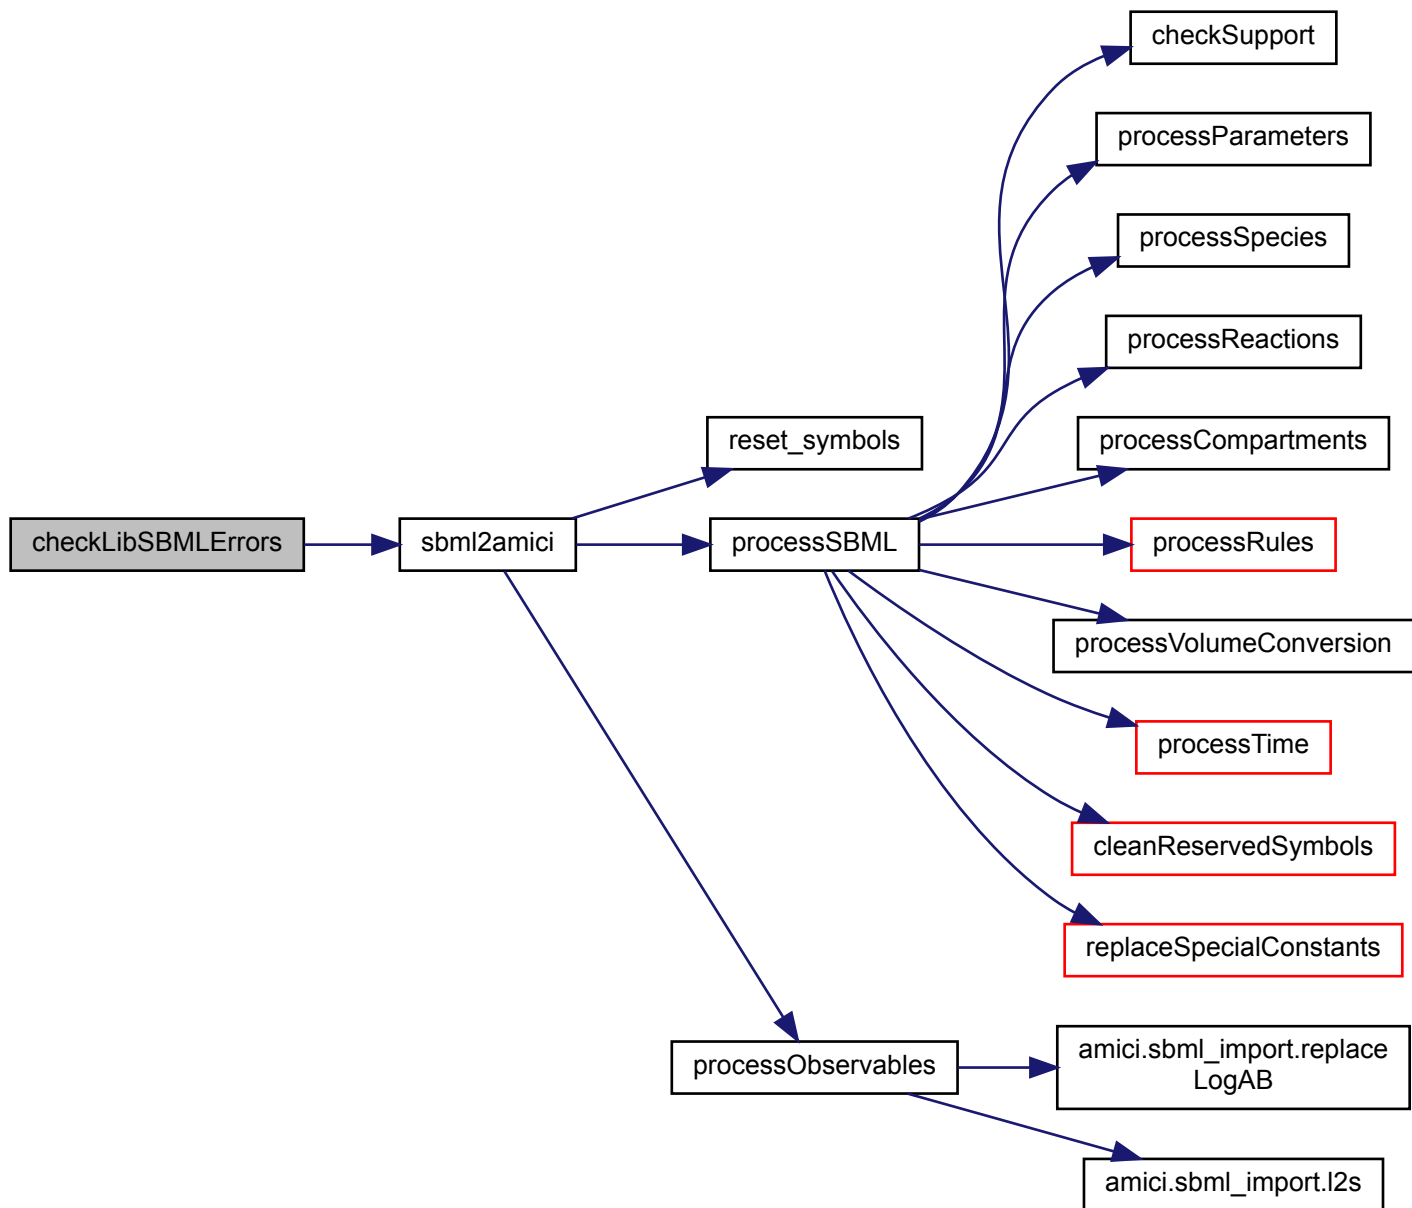 checkSupport
processParameters
processSpecies
processReactions
reset_symbols
processCompartments
checkLibSBMLErrors
sbml2amici
processSBML
processRules
processVolumeConversion
processTime
cleanReservedSymbols
replaceSpecialConstants
processObservables
amici.sbml_import.replace
LogAB
amici.sbml_import.l2s